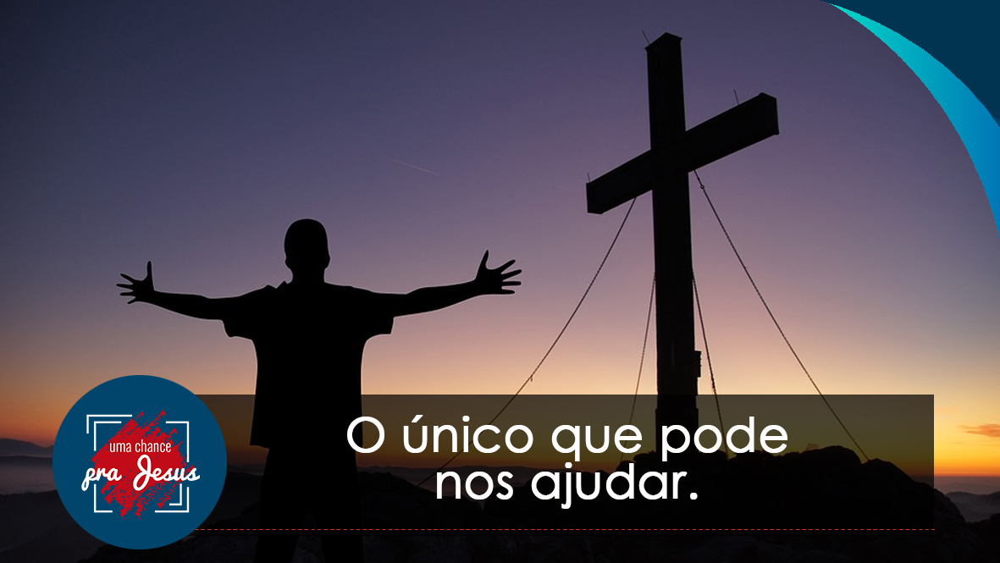 O único que pode
nos ajudar.
uma chance
pra Jesus